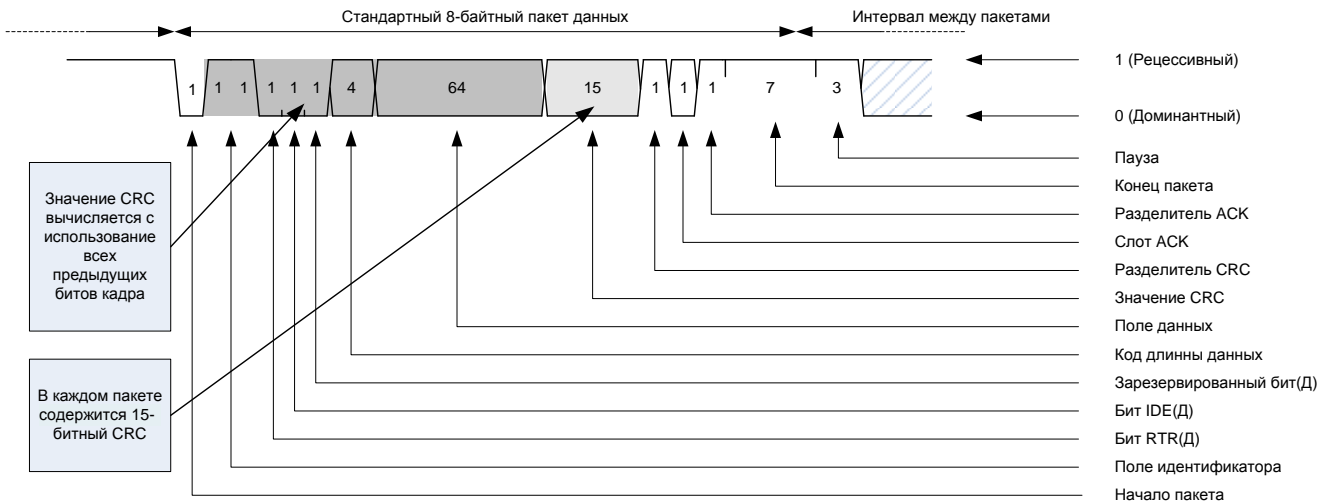 Стандартный 8-байтный пакет данных
Интервал между пакетами
1 1 1 1 1 1 4 64 15 1 1 1 7 3
1 (Рецессивный)
0 (Доминантный)
Пауза
Конец пакета
Разделитель ACK
Слот ACK
Разделитель CRC
Значение CRC
Поле данных
Код длинны данных
Зарезервированный бит(Д)
Бит IDE(Д)
Бит RTR(Д)
Поле идентификатора
Начало пакета
Значение CRC
вычисляется с
использование
всех
предыдущих
битов кадра
В каждом пакете
содержится 15-
битный CRC